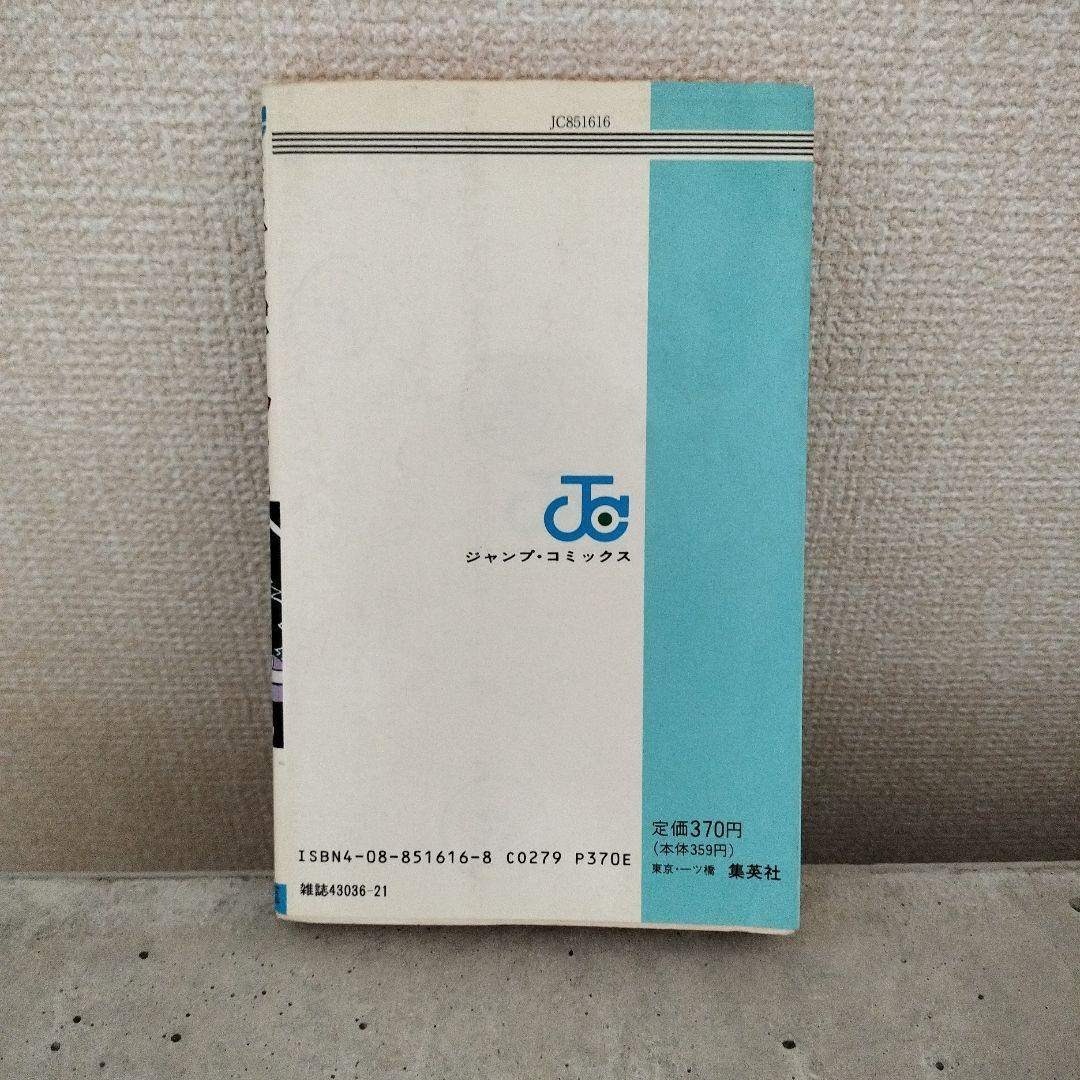 JC851616
JC
ジャンプ・コミックス
定価370円
(本体359円)
東京・一ツ橋 集英社
ISBN4-08-851616-8 C0279 P370E
雑誌43036-21